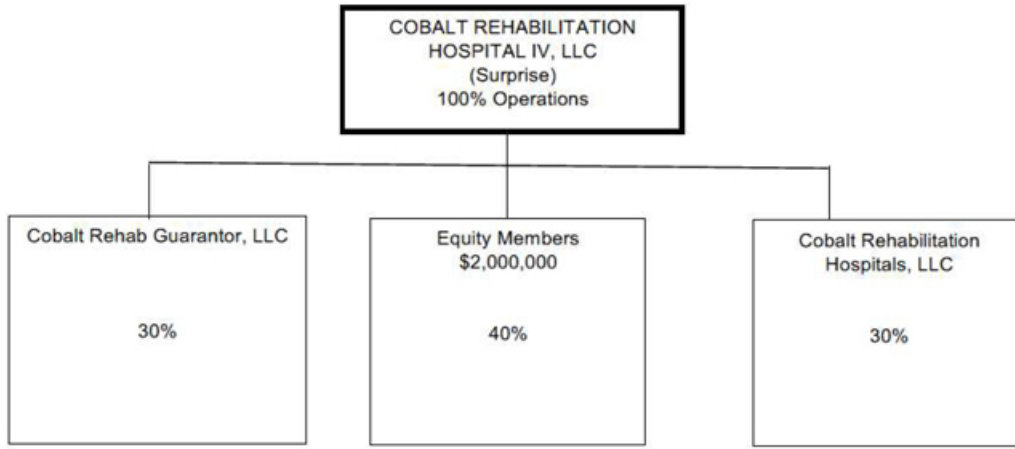 COBALT REHABILITATION
HOSPITAL IV, LLC
(Surprise)
100% Operations
Cobalt Rehab Guarantor, LLC
30%
Equity Members
$2,000,000
40%
Cobalt Rehabilitation
Hospitals, LLC
30%